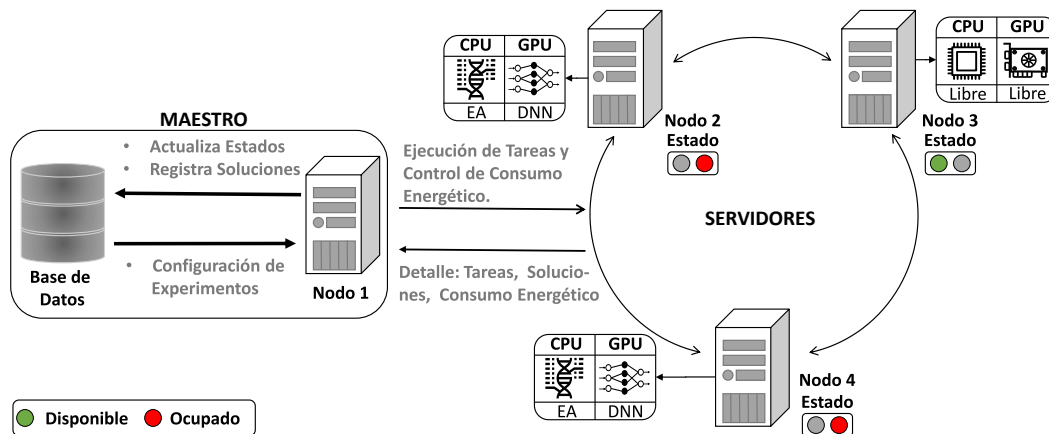 MAESTRO
• Actualiza Estados
• Registra Soluciones
Base de
Datos
• Configuración de
Experimentos
Nodo 1
Ejecución de Tareas y
Control de Consumo
Energético.
Detalle: Tareas, Solucio-
nes, Consumo Energético
CPU GPU
EA DNN
Nodo 2
Estado
CPU GPU
Libre Libre
Nodo 3
Estado
SERVIDORES
CPU GPU
EA DNN
Nodo 4
Estado
Disponible Ocupado